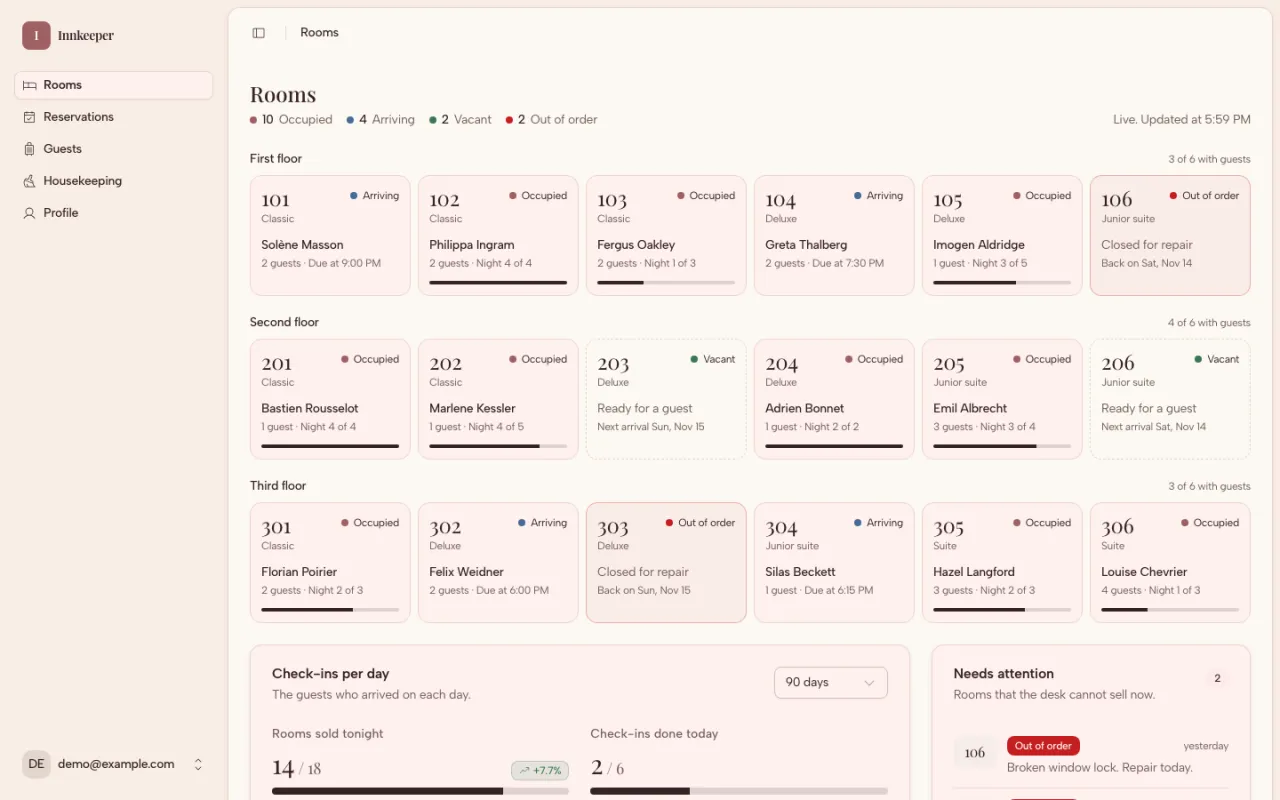 I Innkeeper
Rooms
Reservations
Guests
Housekeeping
Profile
DE demo@example.com
Rooms
Rooms
10 Occupied 4 Arriving 2 Vacant 2 Out of order
Live. Updated at 5:59 PM
First floor
3 of 6 with guests
101 Arriving
Classic
Solène Masson
2 guests · Due at 9:00 PM
102 Occupied
Classic
Philippa Ingram
2 guests · Night 4 of 4
103 Occupied
Classic
Fergus Oakley
2 guests · Night 1 of 3
104 Arriving
Deluxe
Greta Thalberg
2 guests · Due at 7:30 PM
105 Occupied
Deluxe
Imogen Aldridge
1 guest · Night 3 of 5
106 Out of order
Junior suite
Closed for repair
Back on Sat, Nov 14
Second floor
4 of 6 with guests
201 Occupied
Classic
Bastien Rousselot
1 guest · Night 4 of 4
202 Occupied
Classic
Marlene Kessler
1 guest · Night 4 of 5
203 Vacant
Deluxe
Ready for a guest
Next arrival Sun, Nov 15
204 Occupied
Deluxe
Adrien Bonnet
1 guest · Night 2 of 2
205 Occupied
Junior suite
Emil Albrecht
3 guests · Night 3 of 4
206 Vacant
Junior suite
Ready for a guest
Next arrival Sat, Nov 14
Third floor
3 of 6 with guests
301 Occupied
Classic
Florian Poirier
2 guests · Night 2 of 3
302 Arriving
Deluxe
Felix Weidner
2 guests · Due at 6:00 PM
303 Out of order
Deluxe
Closed for repair
Back on Sun, Nov 15
304 Arriving
Junior suite
Silas Beckett
1 guest · Due at 6:15 PM
305 Occupied
Suite
Hazel Langford
3 guests · Night 2 of 3
306 Occupied
Suite
Louise Chevrier
4 guests · Night 1 of 3
Check-ins per day
The guests who arrived on each day.
90 days
Rooms sold tonight
14 / 18
+7.7%
Check-ins done today
2 / 6
Needs attention
2
Rooms that the desk cannot sell now.
106
Out of order
yesterday
Broken window lock. Repair today.